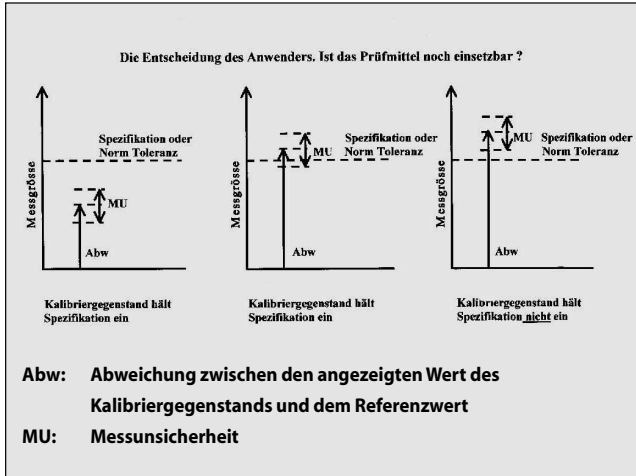 Die Entscheidung des Anwenders. Ist das Prüfmittel noch einsetzbar ?
Messgrösse
Spezifikation oder
Norm Toleranz
MU
Abw
Kalibriergegenstand hält
Spezifikation ein
Messgrösse
Spezifikation oder
Norm Toleranz
MU
Abw
Kalibriergegenstand hält
Spezifikation ein
Messgrösse
Spezifikation oder
Norm Toleranz
MU
Abw
Kalibriergegenstand hält
Spezifikation nicht ein
Abw: Abweichung zwischen den angezeigten Wert des
Kalibriergegenstands und dem Referenzwert
MU: Messunsicherheit